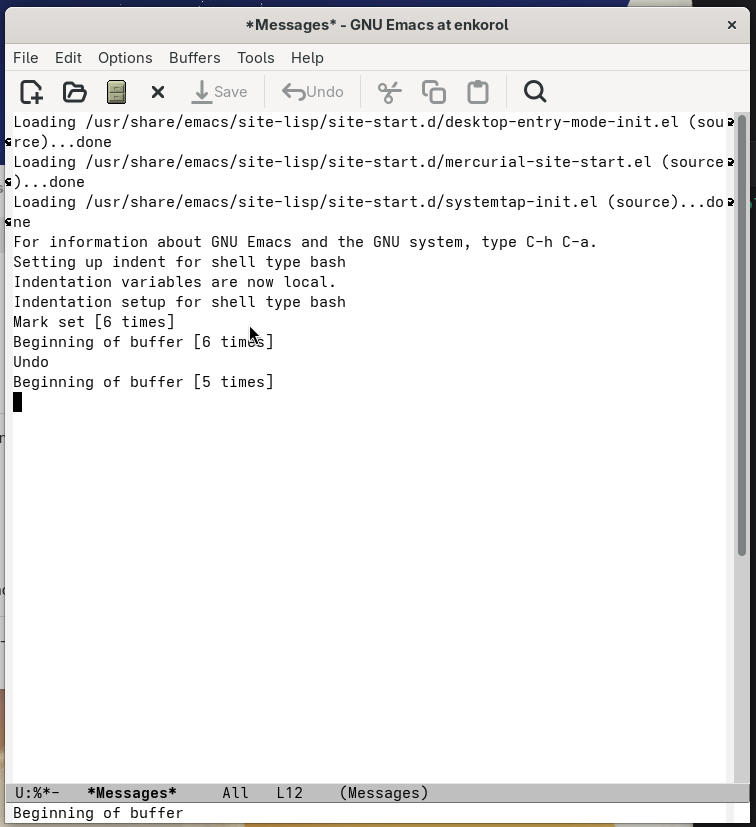 *Messages* - GNU Emacs at enkorol
File Edit Options Buffers Tools Help
Save Undo
Loading /usr/share/emacs/site-lisp/site-start.d/desktop-entry-mode-init.el (sou
rce)...done
Loading /usr/share/emacs/site-lisp/site-start.d/mercurial-site-start.el (source
)...done
Loading /usr/share/emacs/site-lisp/site-start.d/systemtap-init.el (source)...do
ne
For information about GNU Emacs and the GNU system, type C-h C-a.
Setting up indent for shell type bash
Indentation variables are now local.
Indentation setup for shell type bash
Mark set [6 times]
Beginning of buffer [6 times]
Undo
Beginning of buffer [5 times]
U:%*-   *Messages*     All   L12    (Messages)
Beginning of buffer